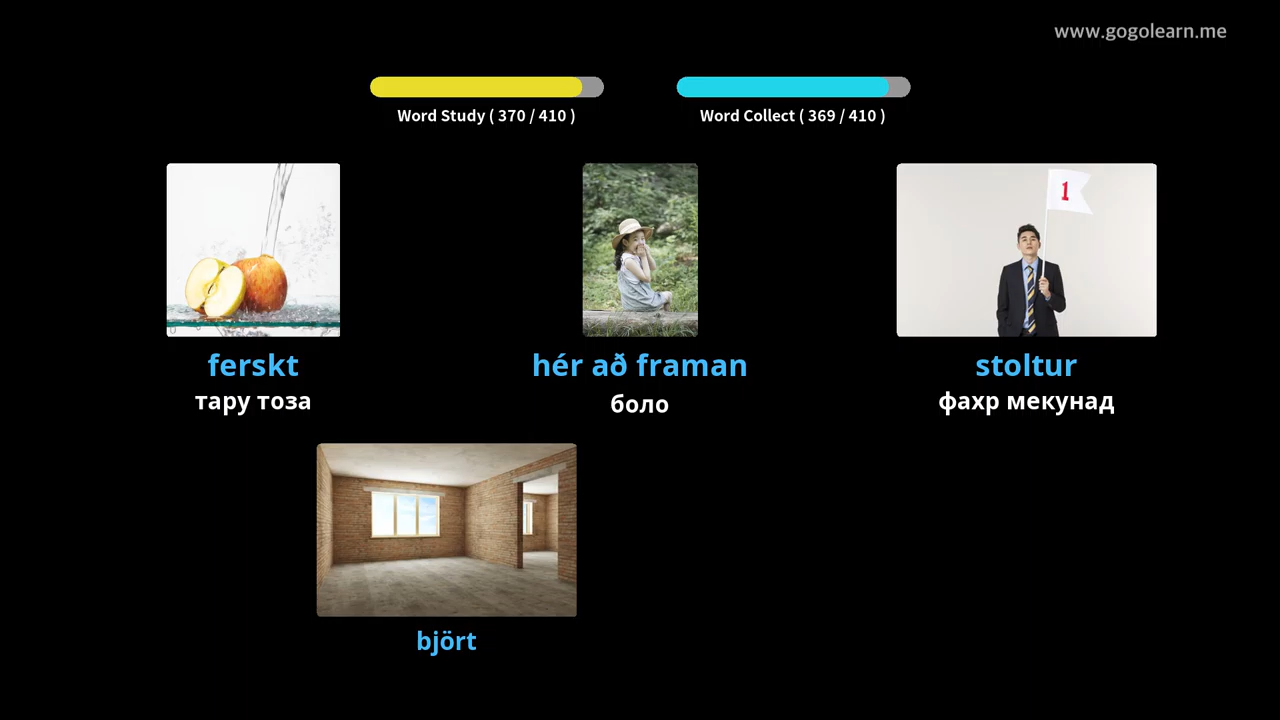 www.gogolearn.me
Word Study ( 370 / 410 )
Word Collect ( 369 / 410 )
1
ferskt
hér að framan
stoltur
тару тоза
боло
фахр мекунад
björt